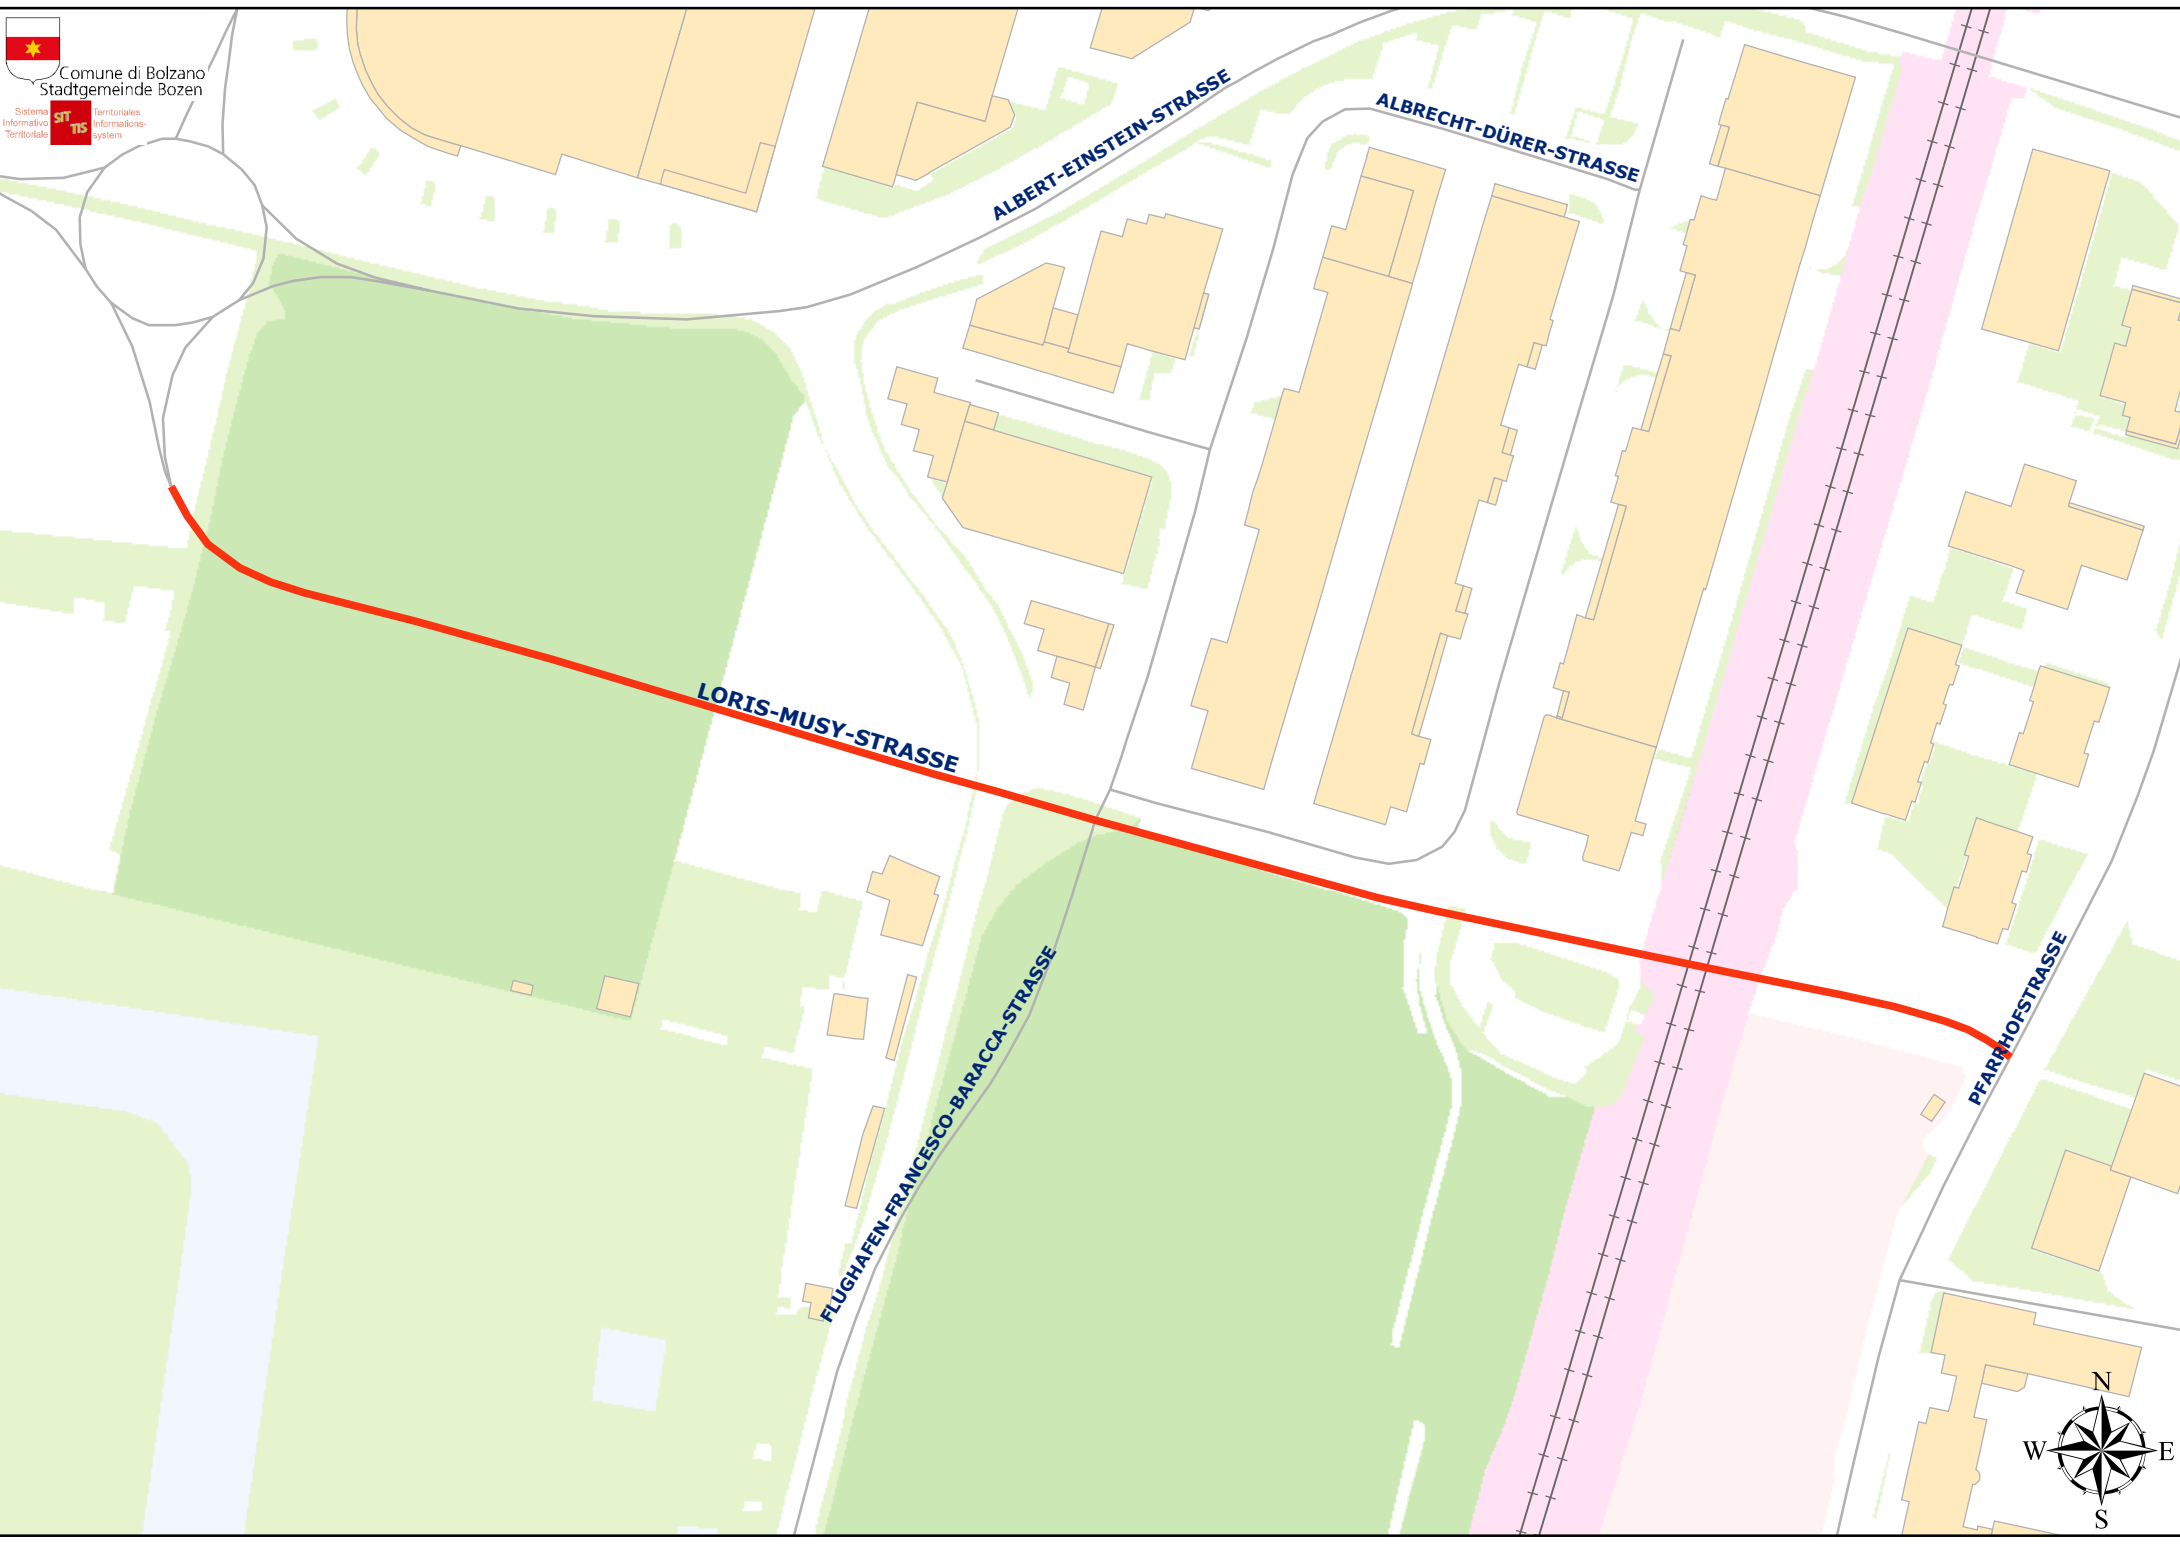 Comune di Bolzano
Stadtgemeinde Bozen
Sistema
Informativo
Territoriale
SIT
TIS
Territoriales
Informations-
system
ALBERT-EINSTEIN-STRASSE
ALBRECHT-DÜRER-STRASSE
LORIS-MUSY-STRASSE
FLUGHAFEN-FRANCESCO-BARACCA-STRASSE
PFARRHOFSTRASSE
N
W
E
S